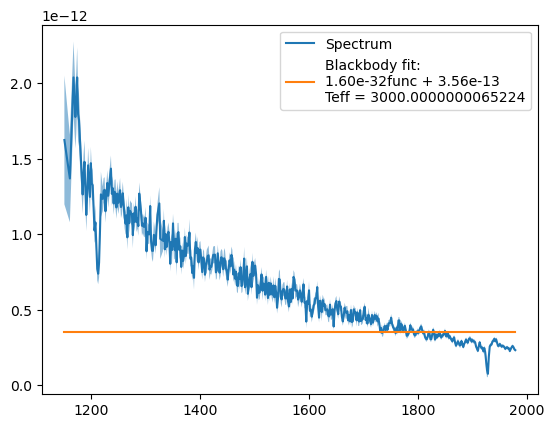 1e−12
Spectrum
Blackbody fit:
1.60e-32func + 3.56e-13
Teff = 3000.0000000065224
2.0
1.5
1.0
0.5
0.0
1200
1400
1600
1800
2000